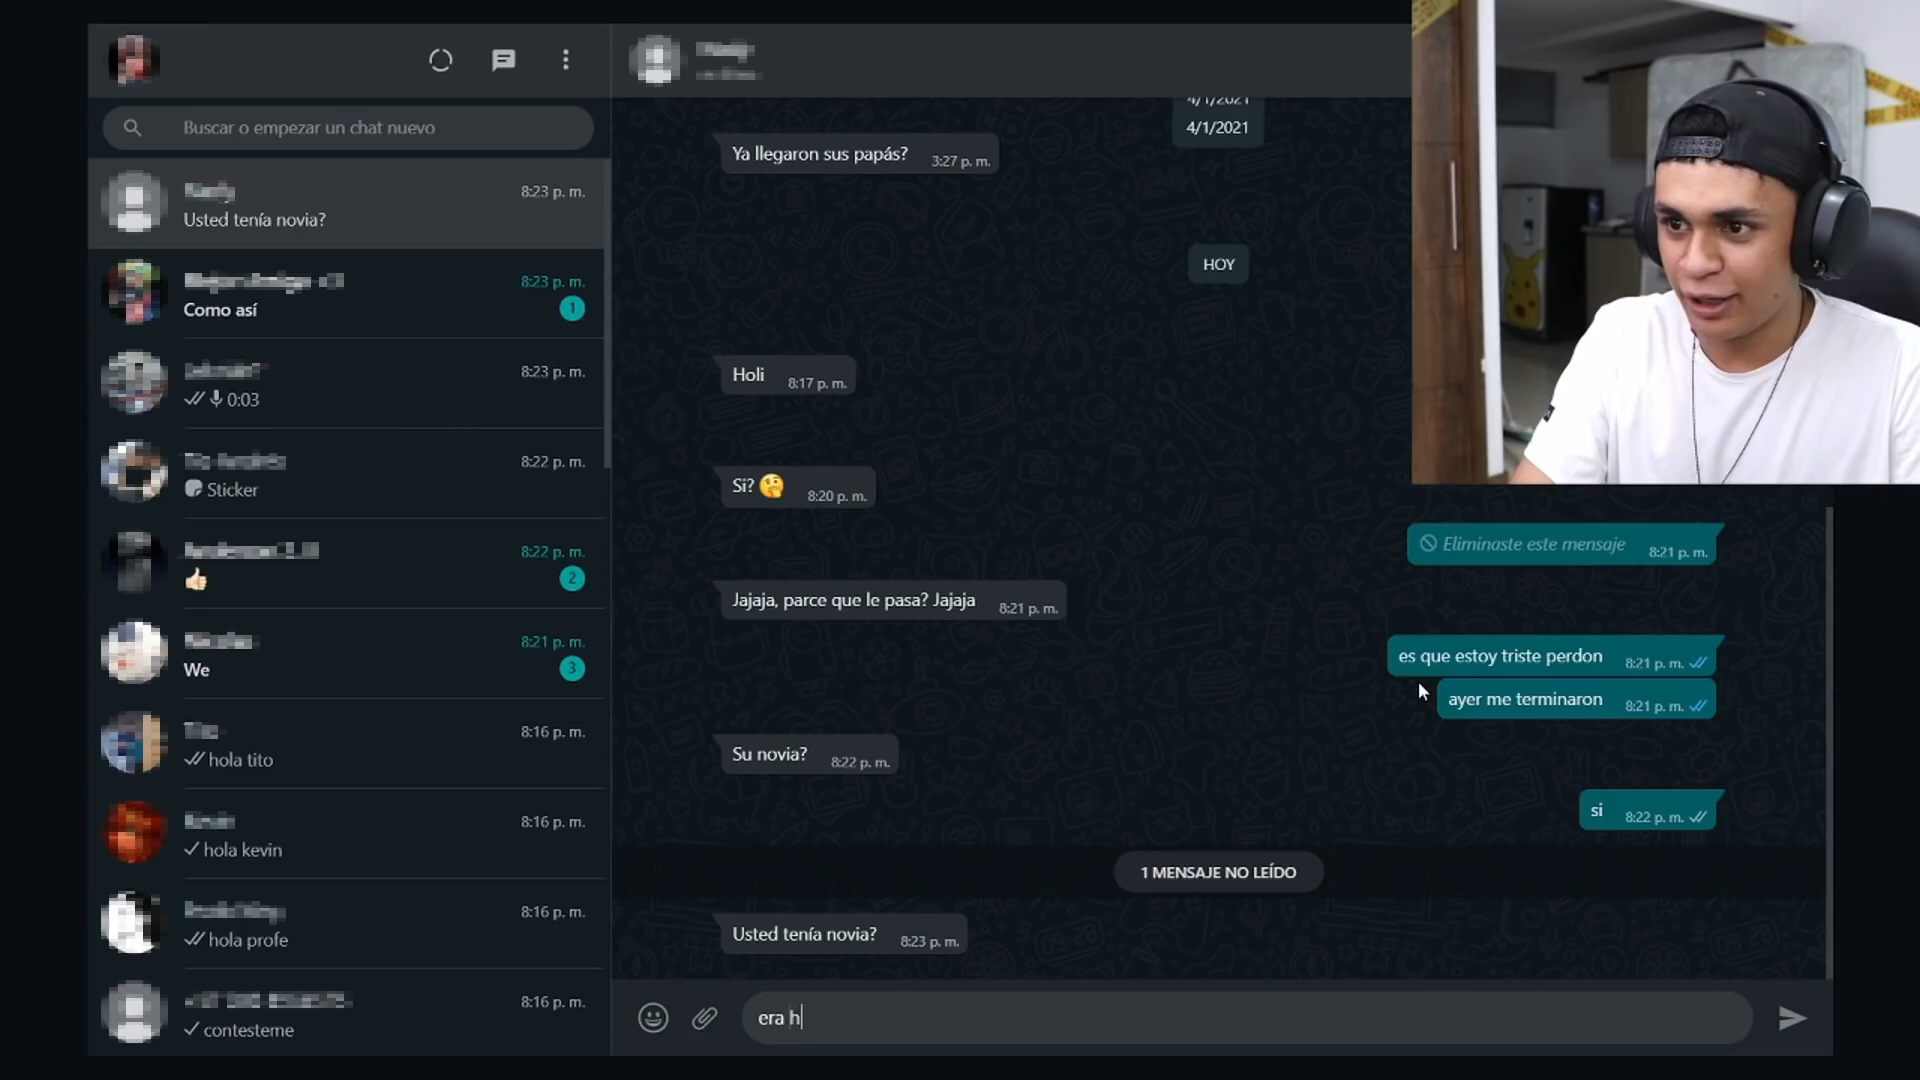 Buscar o empezar un chat nuevo
8:23 p. m.
Usted tenía novia?
8:23 p. m.
Como así
1
8:23 p. m.
0:03
8:22 p. m.
Sticker
8:22 p. m.
👍🏻
2
8:21 p. m.
We
3
8:16 p. m.
hola tito
8:16 p. m.
hola kevin
8:16 p. m.
hola profe
8:16 p. m.
contesteme
4/1/2021
4/1/2021
Ya llegaron sus papás? 3:27 p. m.
HOY
Holi 8:17 p. m.
Si? 🤔 8:20 p. m.
Eliminaste este mensaje 8:21 p. m.
Jajaja, parce que le pasa? Jajaja 8:21 p. m.
es que estoy triste perdon 8:21 p. m.
ayer me terminaron 8:21 p. m.
Su novia? 8:22 p. m.
si 8:22 p. m.
1 MENSAJE NO LEÍDO
Usted tenía novia? 8:23 p. m.
era h